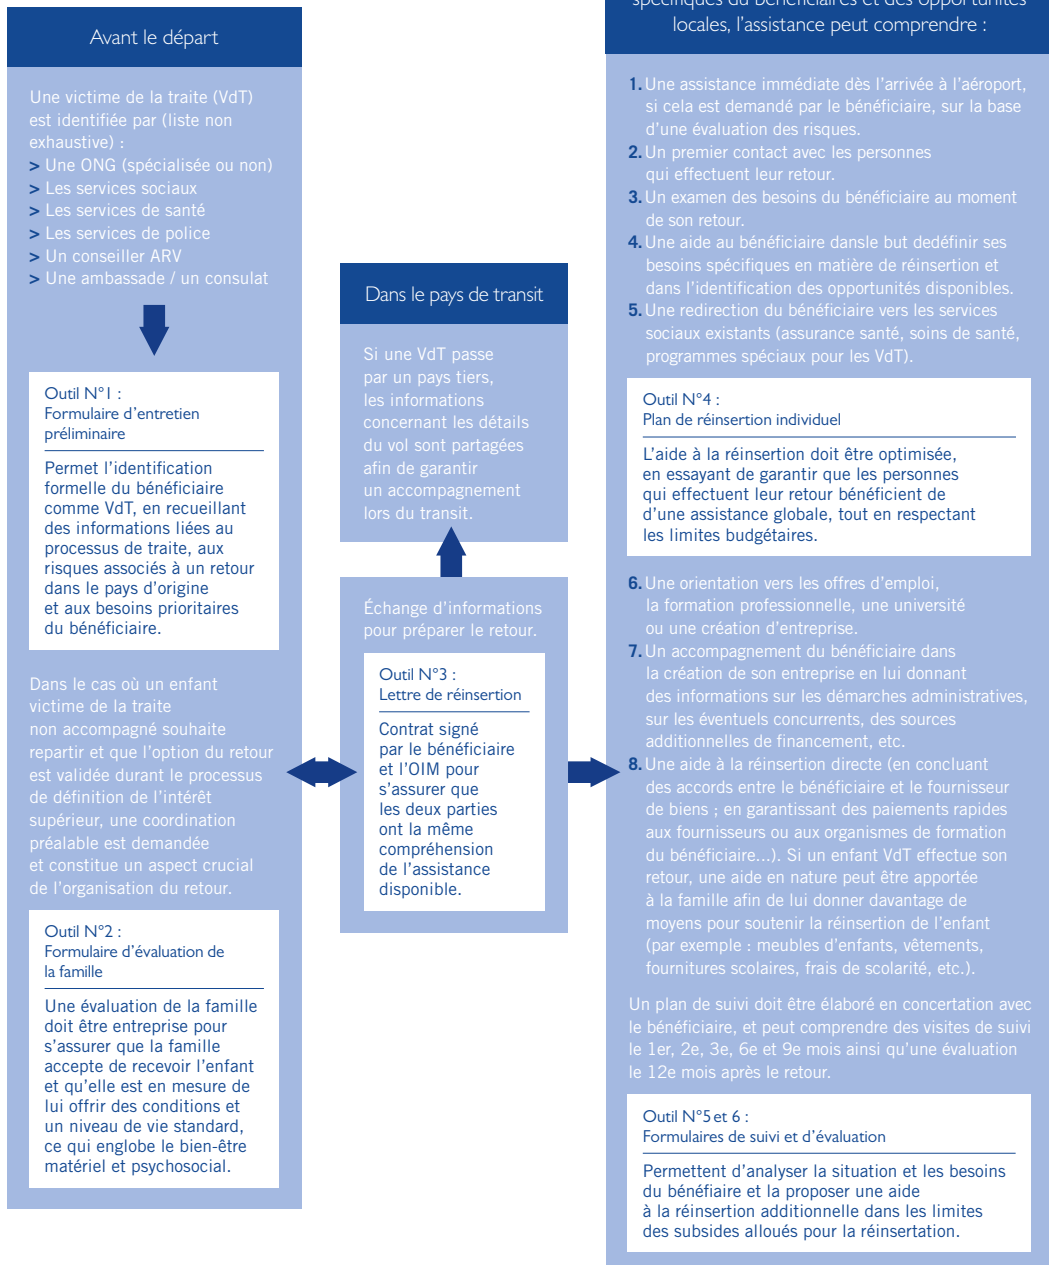 Avant le départ
Une victime de la traite (VdT)
est identifiée par (liste non
exhaustive) :
> Une ONG (spécialisée ou non)
> Les services sociaux
> Les services de santé
> Les services de police
> Un conseiller ARV
> Une ambassade / un consulat
Outil N°1 :
Formulaire d’entretien
préliminaire
Permet l’identification
formelle du bénéficiaire
comme VdT, en recueillant
des informations liées au
processus de traite, aux
risques associés à un retour
dans le pays d’origine
et aux besoins prioritaires
du bénéficiaire.
Dans le cas où un enfant
victime de la traite
non accompagné souhaite
repartir et que l’option du retour
est validée durant le processus
de définition de l’intérêt
supérieur, une coordination
préalable est demandée
et constitue un aspect crucial
de l’organisation du retour.
Outil N°2 :
Formulaire d’évaluation de
la famille
Une évaluation de la famille
doit être entreprise pour
s’assurer que la famille
accepte de recevoir l’enfant
et qu’elle est en mesure de
lui offrir des conditions et
un niveau de vie standard,
ce qui englobe le bien-être
matériel et psychosocial.
Dans le pays de transit
Si une VdT passe
par un pays tiers,
les informations
concernant les détails
du vol sont partagées
afin de garantir
un accompagnement
lors du transit.
Échange d’informations
pour préparer le retour.
Outil N°3 :
Lettre de réinsertion
Contrat signé
par le bénéficiaire
et l’OIM pour
s’assurer que
les deux parties
ont la même
compréhension
de l’assistance
disponible.
spécifiques du bénéficiaires et des opportunités
locales, l’assistance peut comprendre :
1. Une assistance immédiate dès l’arrivée à l’aéroport,
si cela est demandé par le bénéficiaire, sur la base
d’une évaluation des risques.
2. Un premier contact avec les personnes
qui effectuent leur retour.
3. Un examen des besoins du bénéficiaire au moment
de son retour.
4. Une aide au bénéficiaire dansle but dedéfinir ses
besoins spécifiques en matière de réinsertion et
dans l’identification des opportunités disponibles.
5. Une redirection du bénéficiaire vers les services
sociaux existants (assurance santé, soins de santé,
programmes spéciaux pour les VdT).
Outil N°4 :
Plan de réinsertion individuel
L’aide à la réinsertion doit être optimisée,
en essayant de garantir que les personnes
qui effectuent leur retour bénéficient de
d’une assistance globale, tout en respectant
les limites budgétaires.
6. Une orientation vers les offres d’emploi,
la formation professionnelle, une université
ou une création d’entreprise.
7. Un accompagnement du bénéficiaire dans
la création de son entreprise en lui donnant
des informations sur les démarches administratives,
sur les éventuels concurrents, des sources
additionnelles de financement, etc.
8. Une aide à la réinsertion directe (en concluant
des accords entre le bénéficiaire et le fournisseur
de biens ; en garantissant des paiements rapides
aux fournisseurs ou aux organismes de formation
du bénéficiaire...). Si un enfant VdT effectue son
retour, une aide en nature peut être apportée
à la famille afin de lui donner davantage de
moyens pour soutenir la réinsertion de l’enfant
(par exemple : meubles d’enfants, vêtements,
fournitures scolaires, frais de scolarité, etc.).
Un plan de suivi doit être élaboré en concertation avec
le bénéficiaire, et peut comprendre des visites de suivi
le 1er, 2e, 3e, 6e et 9e mois ainsi qu’une évaluation
le 12e mois après le retour.
Outil N°5 et 6 :
Formulaires de suivi et d’évaluation
Permettent d’analyser la situation et les besoins
du bénéfiaire et la proposer une aide
à la réinsertion additionnelle dans les limites
des subsides alloués pour la réinsertation.